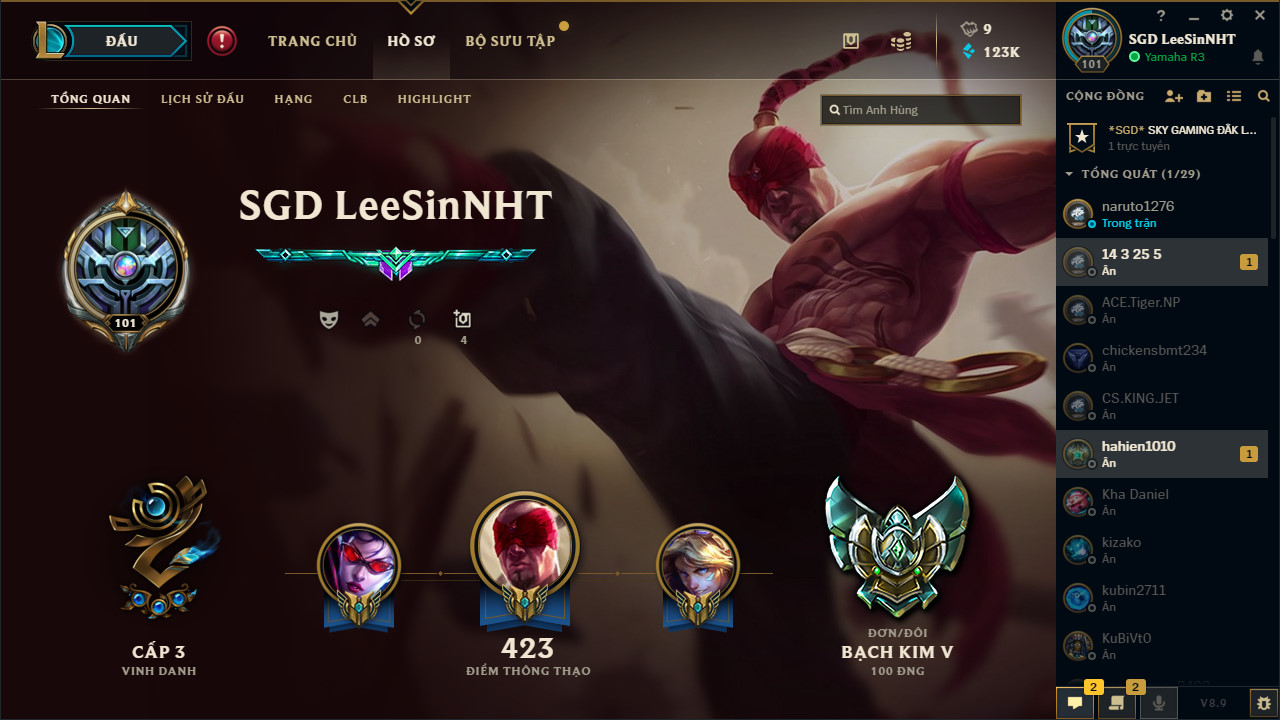 ĐẤU
TRANG CHỦ
HỒ SƠ
BỘ SƯU TẬP
9
123K
TỔNG QUAN
LỊCH SỬ ĐẤU
HẠNG
CLB
HIGHLIGHT
Tìm Anh Hùng
SGD LeeSinNHT
101
0
4
CẤP 3
VINH DANH
423
ĐIỂM THÔNG THẠO
ĐƠN/ĐÔI
BẠCH KIM V
100 ĐNG
?
SGD LeeSinNHT
Yamaha R3
101
CỘNG ĐỒNG
*SGD* SKY GAMING ĐẮK L...
1 trực tuyến
TỔNG QUÁT (1/29)
naruto1276
Trong trận
14 3 25 5
Ẩn
1
ACE.Tiger.NP
Ẩn
chickensbmt234
Ẩn
CS.KING.JET
Ẩn
hahien1010
Ẩn
1
Kha Daniel
Ẩn
kizako
Ẩn
kubin2711
Ẩn
KuBiVt0
Ẩn
2
2
V8.9